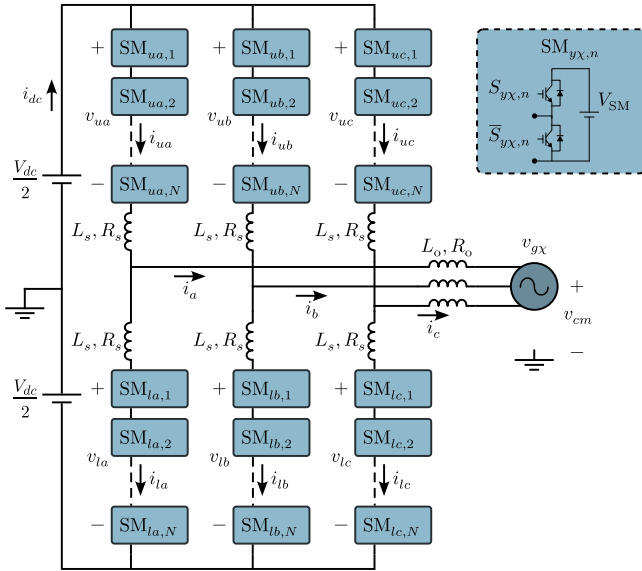 + SM_{ua,1} + SM_{ub,1} + SM_{uc,1} SM_{yχ,n}
SM_{ua,2} SM_{ub,2} SM_{uc,2} S_{yχ,n}
i_{dc} V_{SM}
v_{ua} v_{ub} v_{uc}
i_{ua} i_{ub} i_{uc} \overline{S}_{yχ,n}
V_{dc}/2 − SM_{ua,N} − SM_{ub,N} − SM_{uc,N}
L_s, R_s L_s, R_s L_s, R_s L_o, R_o v_{gχ}
i_a i_b i_c + v_{cm} −
L_s, R_s L_s, R_s L_s, R_s
V_{dc}/2 + SM_{la,1} + SM_{lb,1} + SM_{lc,1}
SM_{la,2} SM_{lb,2} SM_{lc,2}
v_{la} v_{lb} v_{lc}
i_{la} i_{lb} i_{lc}
− SM_{la,N} − SM_{lb,N} − SM_{lc,N}